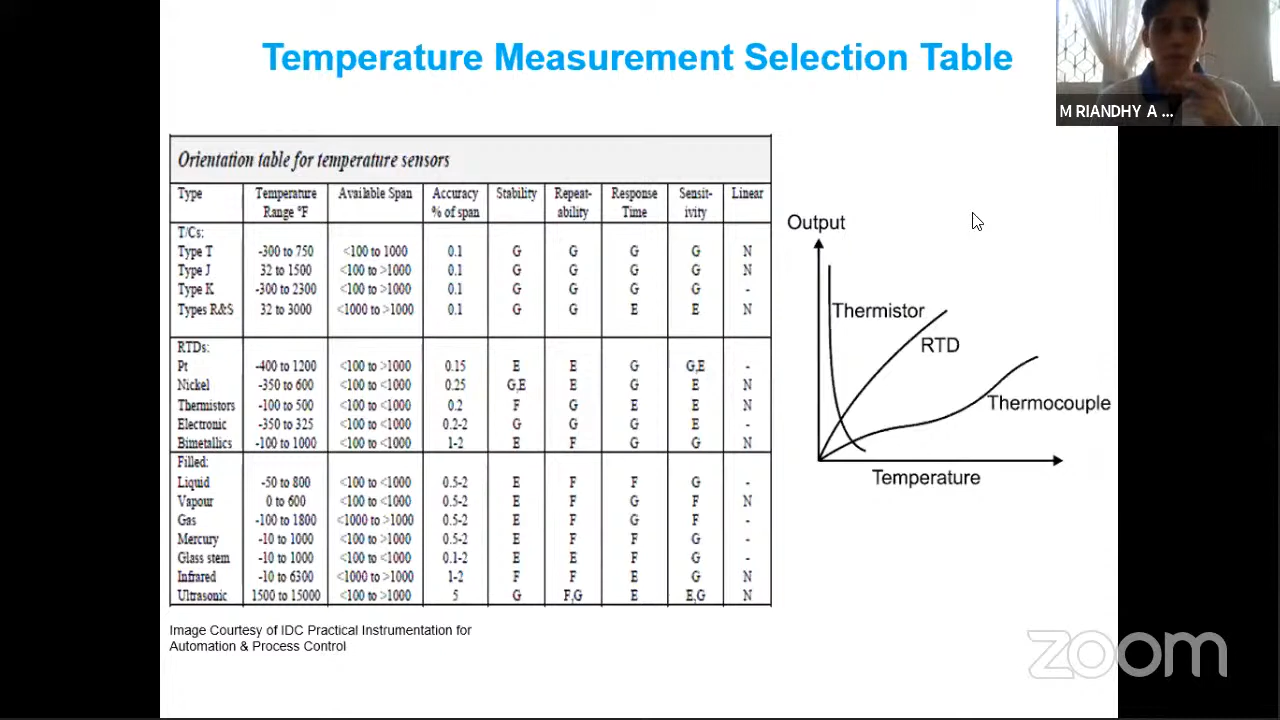 Temperature Measurement Selection Table
M RIANDHY A ...
Orientation table for temperature sensors
Type Temperature Available Span Accuracy Stability Repeat- Response Sensit- Linear
Range °F % of span ability Time ivity
T/Cs:
Type T -300 to 750 <100 to 1000 0.1 G G G G N
Type J 32 to 1500 <100 to >1000 0.1 G G G G N
Type K -300 to 2300 <100 to >1000 0.1 G G G G -
Types R&S 32 to 3000 <1000 to >1000 0.1 G G E E N
RTDs:
Pt -400 to 1200 <100 to >1000 0.15 E E G G,E -
Nickel -350 to 600 <100 to <1000 0.25 G,E E G E N
Thermistors -100 to 500 <100 to <1000 0.2 F G E E N
Electronic -350 to 325 <100 to <1000 0.2-2 G G G E -
Bimetallics -100 to 1000 <100 to <1000 1-2 E F G G N
Filled:
Liquid -50 to 800 <100 to <1000 0.5-2 E F F G -
Vapour 0 to 600 <100 to <1000 0.5-2 E F G F N
Gas -100 to 1800 <1000 to >1000 0.5-2 E F G F -
Mercury -10 to 1000 <100 to >1000 0.5-2 E F F G -
Glass stem -10 to 1000 <100 to <1000 0.1-2 E E F G -
Infrared -10 to 6300 <1000 to >1000 1-2 F F E G N
Ultrasonic 1500 to 15000 <100 to >1000 5 G F,G E E,G N
Output
Thermistor
RTD
Thermocouple
Temperature
Image Courtesy of IDC Practical Instrumentation for
Automation & Process Control
zoom